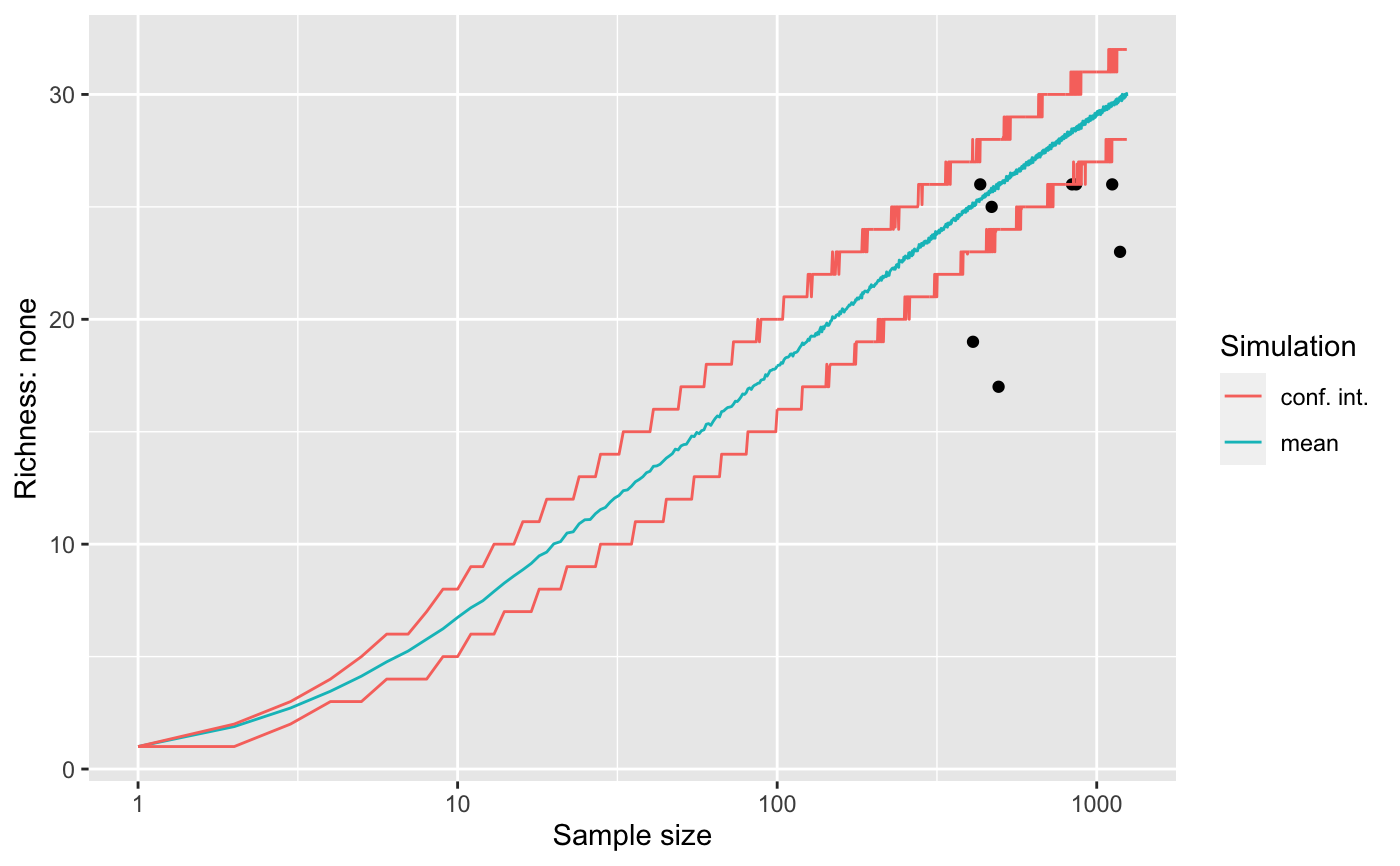 Richness: none
30
20
10
0
1 10 100 1000
Sample size
Simulation
conf. int.
mean